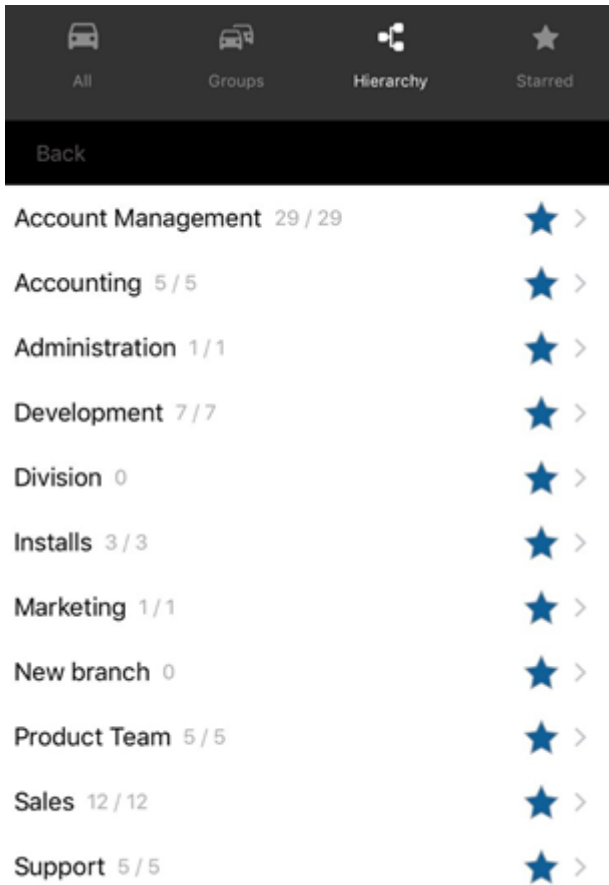 All Groups Hierarchy Starred
Back
Account Management 29 / 29
Accounting 5 / 5
Administration 1 / 1
Development 7 / 7
Division 0
Installs 3 / 3
Marketing 1 / 1
New branch 0
Product Team 5 / 5
Sales 12 / 12
Support 5 / 5